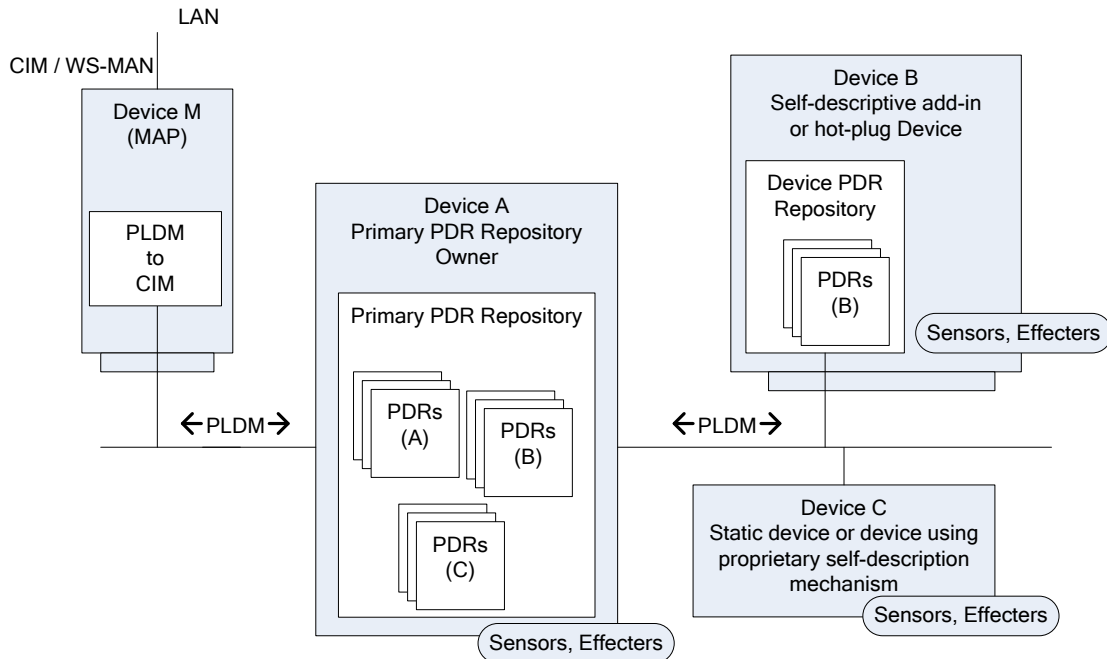 LAN
CIM / WS-MAN
Device M
(MAP)
PLDM
to
CIM
Device A
Primary PDR Repository
Owner
Primary PDR Repository
PDRs
(A)
PDRs
(B)
PDRs
(C)
Sensors, Effecters
PLDM
PLDM
Device B
Self-descriptive add-in
or hot-plug Device
Device PDR
Repository
PDRs
(B)
Sensors, Effecters
Device C
Static device or device using
proprietary self-description
mechanism
Sensors, Effecters